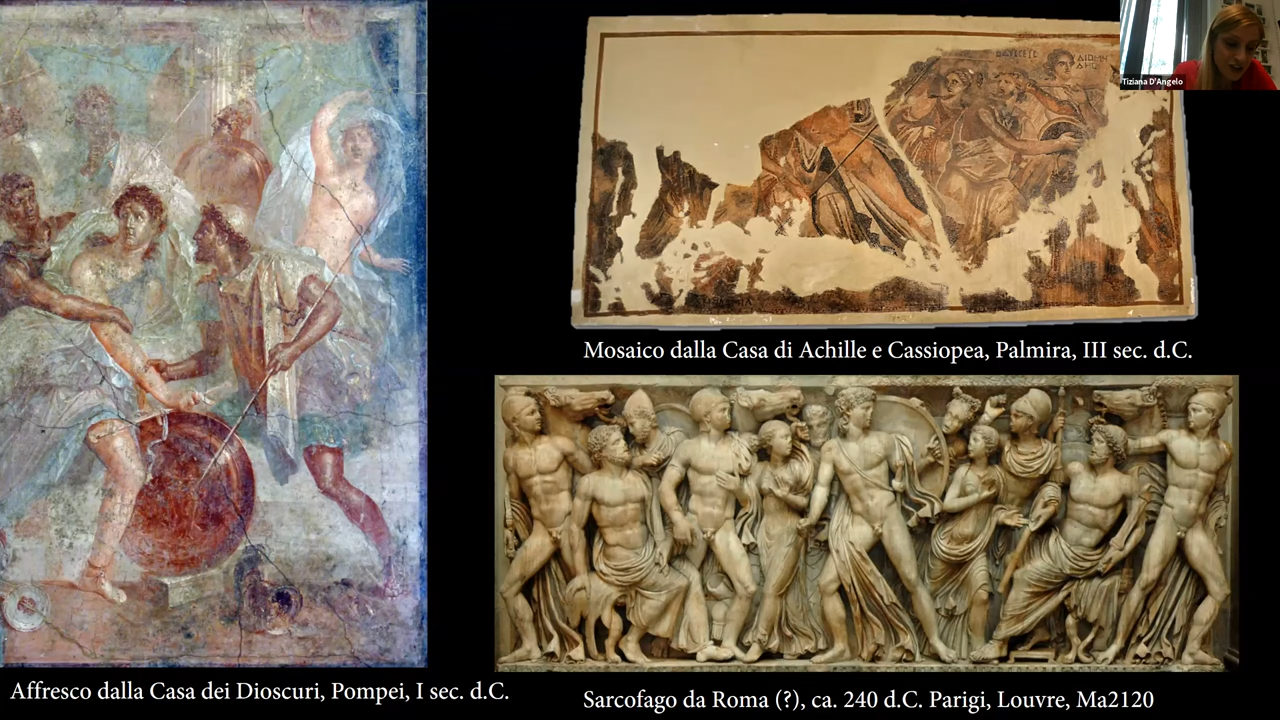 Tiziana D'Angelo
Mosaico dalla Casa di Achille e Cassiopea, Palmira, III sec. d.C.
Affresco dalla Casa dei Dioscuri, Pompei, I sec. d.C.
Sarcofago da Roma (?), ca. 240 d.C. Parigi, Louvre, Ma2120